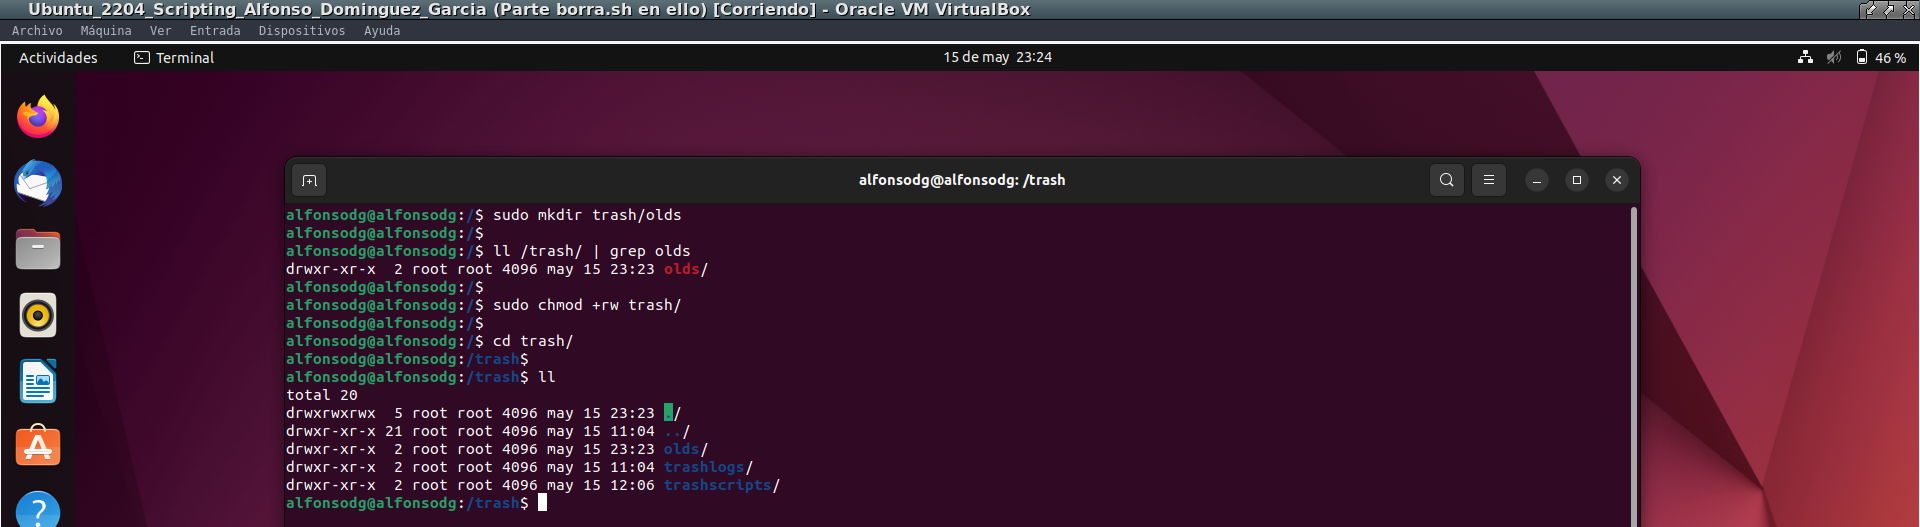 Ubuntu_2204_Scripting_Alfonso_Dominguez_Garcia (Parte borra.sh en ello) [Corriendo] - Oracle VM VirtualBox
Archivo Máquina Ver Entrada Dispositivos Ayuda
Actividades Terminal 15 de may 23:24 46 %
alfonsodg@alfonsodg: /trash
alfonsodg@alfonsodg:/$ sudo mkdir trash/olds
alfonsodg@alfonsodg:/$
alfonsodg@alfonsodg:/$ ll /trash/ | grep olds
drwxr-xr-x  2 root root 4096 may 15 23:23 olds/
alfonsodg@alfonsodg:/$
alfonsodg@alfonsodg:/$ sudo chmod +rw trash/
alfonsodg@alfonsodg:/$
alfonsodg@alfonsodg:/$ cd trash/
alfonsodg@alfonsodg:/trash$
alfonsodg@alfonsodg:/trash$ ll
total 20
drwxrwxrwx  5 root root 4096 may 15 23:23 ./
drwxr-xr-x 21 root root 4096 may 15 11:04 ../
drwxr-xr-x  2 root root 4096 may 15 23:23 olds/
drwxr-xr-x  2 root root 4096 may 15 11:04 trashlogs/
drwxr-xr-x  2 root root 4096 may 15 12:06 trashscripts/
alfonsodg@alfonsodg:/trash$